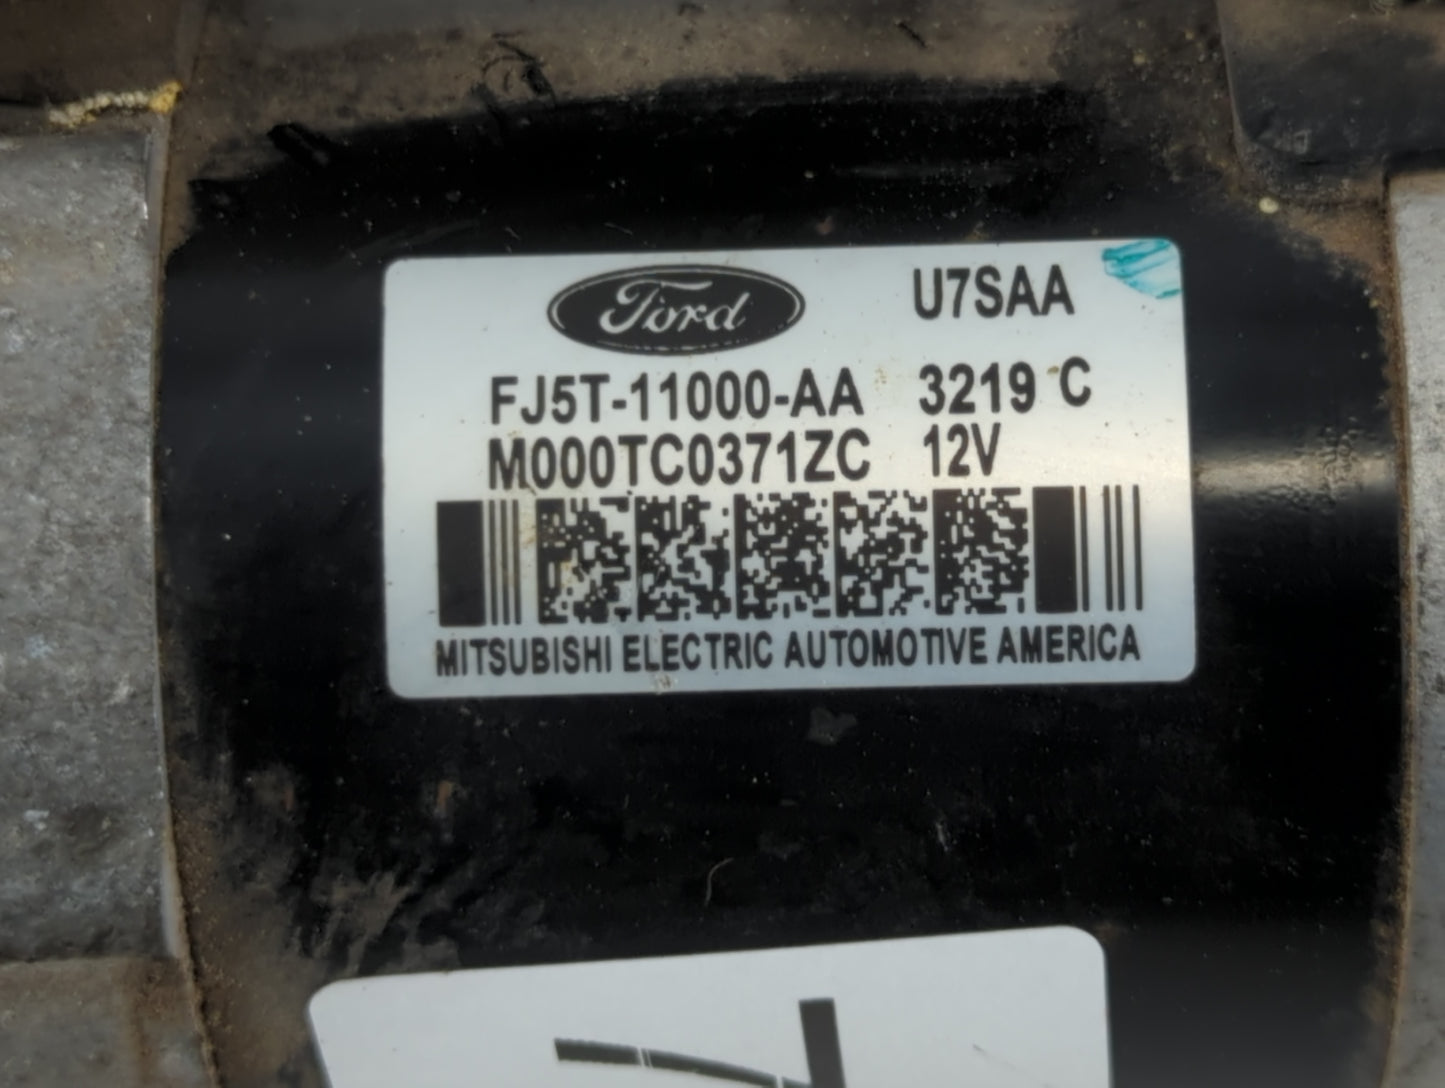 Ford U7SAA
FJ5T-11000-AA 3219 C
M000TC0371ZC 12V
MITSUBISHI ELECTRIC AUTOMOTIVE AMERICA